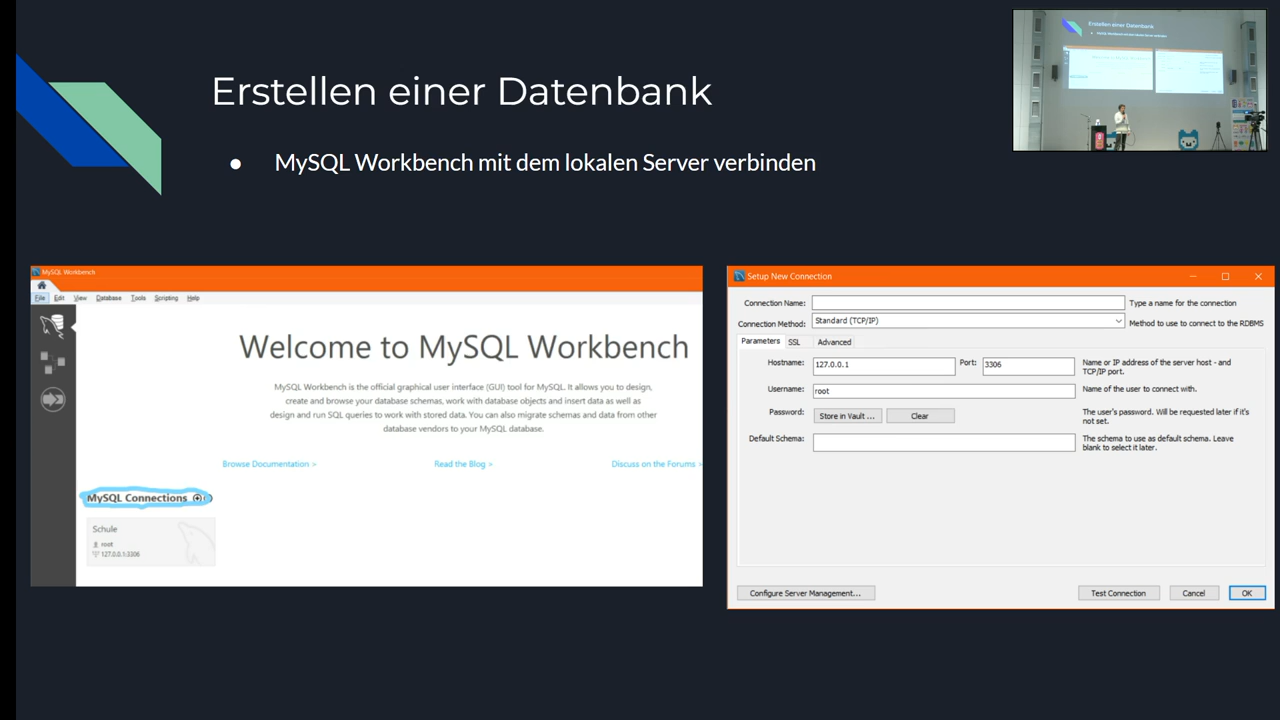 Erstellen einer Datenbank
● MySQL Workbench mit dem lokalen Server verbinden
Erstellen einer Datenbank
MySQL Workbench
File Edit View Database Tools Scripting Help
Welcome to MySQL Workbench
MySQL Workbench is the official graphical user interface (GUI) tool for MySQL. It allows you to design,
create and browse your database schemas, work with database objects and insert data as well as
design and run SQL queries to work with stored data. You can also migrate schemas and data from other
database vendors to your MySQL database.
Browse Documentation > Read the Blog > Discuss on the Forums >
MySQL Connections
Schule
root
127.0.0.1:3306
Setup New Connection
Connection Name: Type a name for the connection
Connection Method: Standard (TCP/IP) Method to use to connect to the RDBMS
Parameters SSL Advanced
Hostname: 127.0.0.1 Port: 3306 Name or IP address of the server host - and
TCP/IP port.
Username: root Name of the user to connect with.
Password: Store in Vault ... Clear The user's password. Will be requested later if it's
not set.
Default Schema: The schema to use as default schema. Leave
blank to select it later.
Configure Server Management... Test Connection Cancel OK